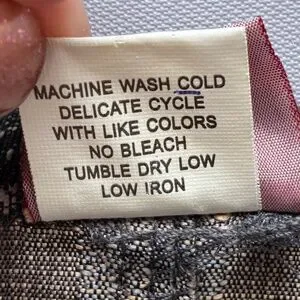 MACHINE WASH COLD
DELICATE CYCLE
WITH LIKE COLORS
NO BLEACH
TUMBLE DRY LOW
LOW IRON